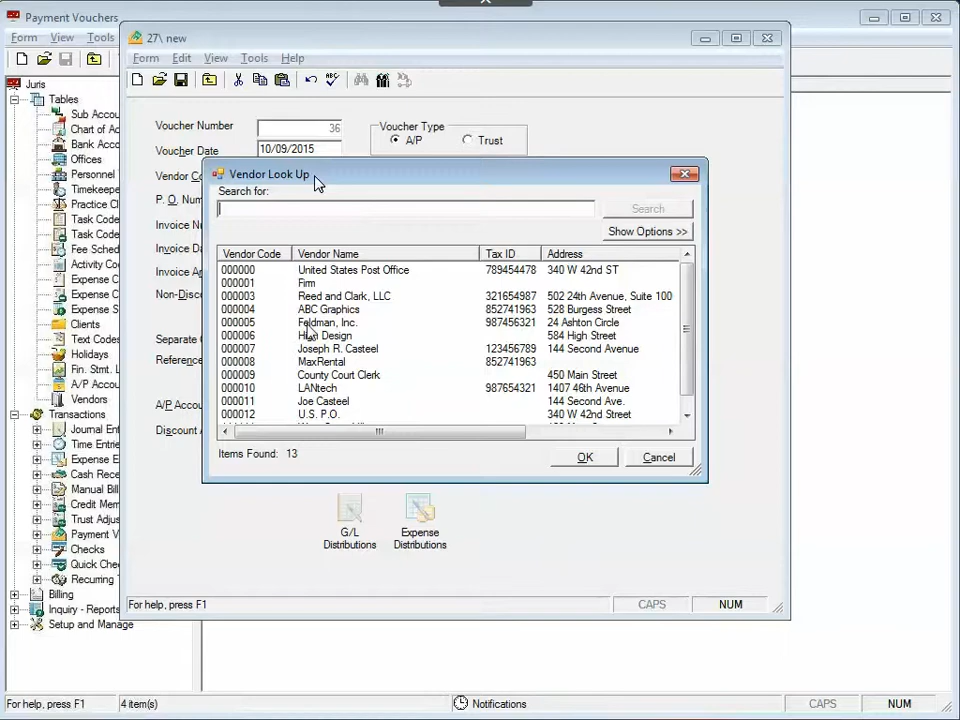 Payment Vouchers
Form View Tools
Juris
Tables
Sub Accou
Chart of Ac
Bank Acco
Offices
Personnel
Timekeepe
Practice Cl
Task Code
Task Code
Fee Sched
Activity Co
Expense C
Expense C
Expense S
Clients
Text Codes
Holidays
Fin. Stmt. L
A/P Accou
Vendors
Transactions
Journal Ent
Time Entrie
Expense E
Cash Rece
Manual Bill
Credit Mem
Trust Adjus
Payment V
Checks
Quick Chec
Recurring T
Billing
Inquiry - Reports
Setup and Manage
27\ new
Form Edit View Tools Help
Voucher Number 36
Voucher Type
A/P Trust
Voucher Date 10/09/2015
Vendor Co
P. O. Num
Invoice Nu
Invoice Da
Invoice A
Non-Disc
Separate
Reference
A/P Accou
Discount A
Vendor Look Up
Search for:
Search
Show Options >>
Vendor Code Vendor Name Tax ID Address
000000 United States Post Office 789454478 340 W 42nd ST
000001 Firm
000003 Reed and Clark, LLC 321654987 502 24th Avenue, Suite 100
000004 ABC Graphics 852741963 528 Burgess Street
000005 Feldman, Inc. 987456321 24 Ashton Circle
000006 Design 584 High Street
000007 Joseph R. Casteel 123456789 144 Second Avenue
000008 MaxRental 852741963
000009 County Court Clerk 450 Main Street
000010 LANtech 987654321 1407 46th Avenue
000011 Joe Casteel 144 Second Ave.
000012 U.S. P.O. 340 W 42nd Street
Items Found: 13
OK Cancel
G/L Distributions
Expense Distributions
For help, press F1 CAPS NUM
For help, press F1 4 item(s) Notifications CAPS NUM